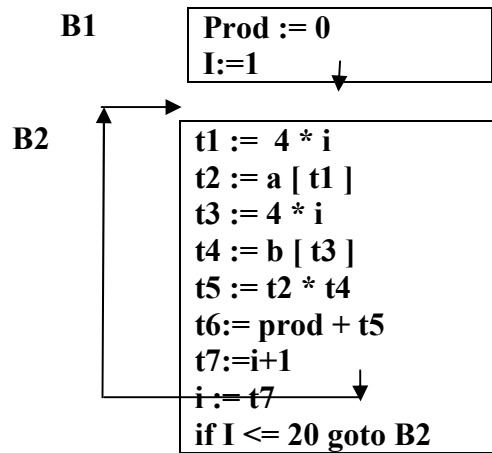 B1
Prod := 0
I:=1
B2
t1 := 4 * i
t2 := a [ t1 ]
t3 := 4 * i
t4 := b [ t3 ]
t5 := t2 * t4
t6:= prod + t5
t7:=i+1
i := t7
if I <= 20 goto B2